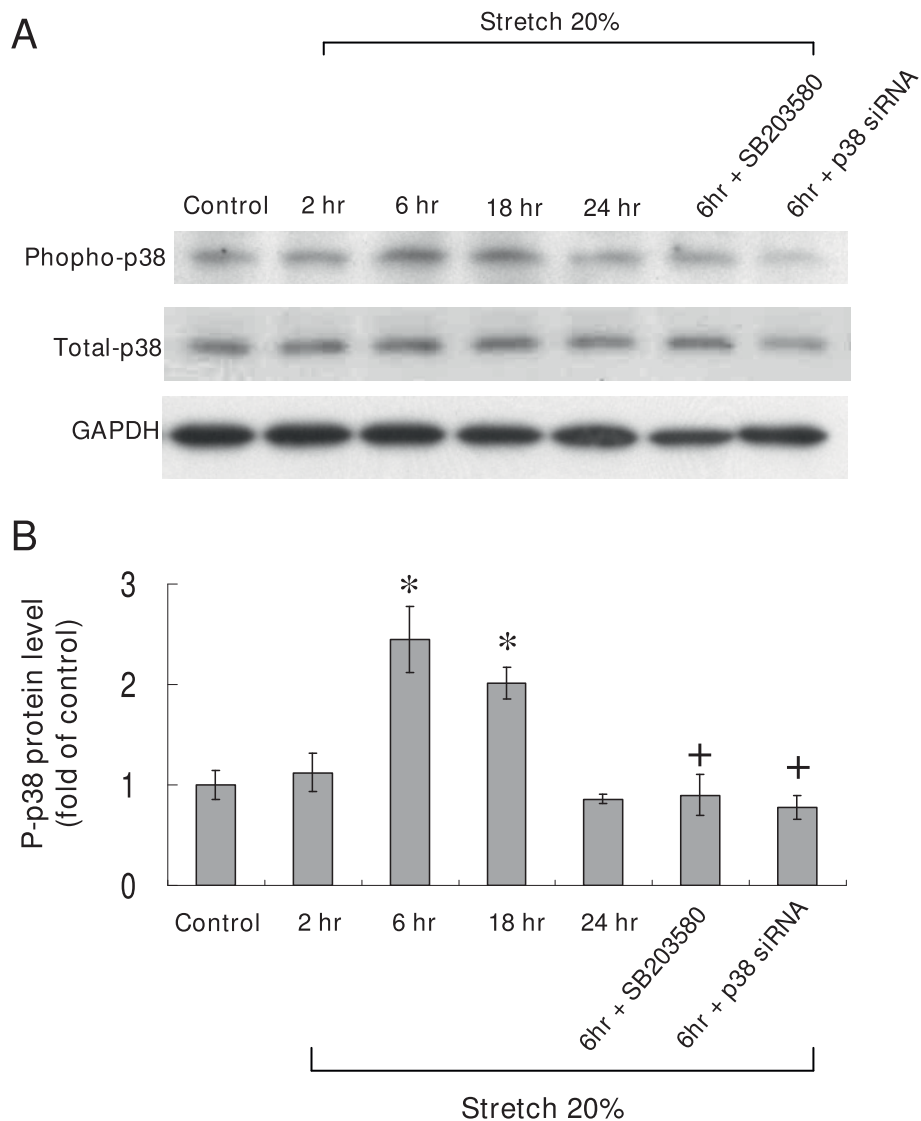 A
Stretch 20%
Control
2 hr
6 hr
18 hr
24 hr
6hr + SB203580
6hr + p38 siRNA
Phopho-p38
Total-p38
GAPDH
B
P-p38 protein level
(fold of control)
3
2
1
0
*
*
+
+
Control
2 hr
6 hr
18 hr
24 hr
6hr + SB203580
6hr + p38 siRNA
Stretch 20%